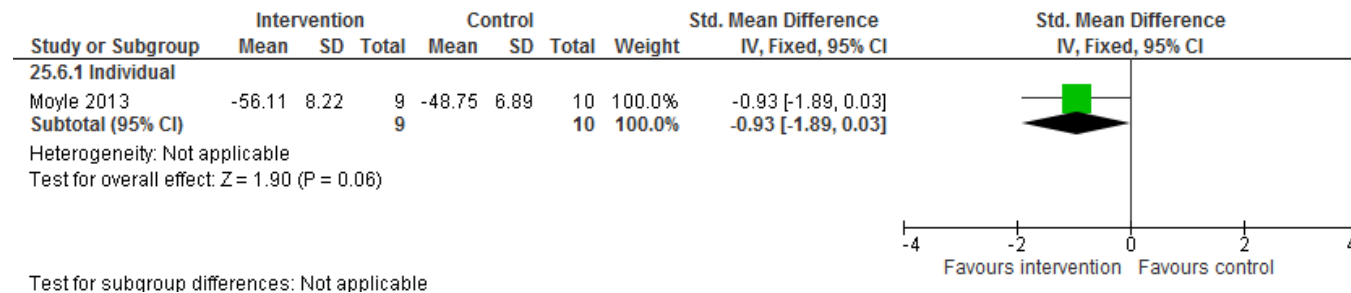 Intervention Control Std. Mean Difference Std. Mean Difference
Study or Subgroup Mean SD Total Mean SD Total Weight IV, Fixed, 95% CI IV, Fixed, 95% CI
25.6.1 Individual
Moyle 2013 -56.11 8.22 9 -48.75 6.89 10 100.0% -0.93 [-1.89, 0.03]
Subtotal (95% CI) 9 10 100.0% -0.93 [-1.89, 0.03]
Heterogeneity: Not applicable
Test for overall effect: Z = 1.90 (P = 0.06)
-4 -2 0 2 4
Favours intervention Favours control
Test for subgroup differences: Not applicable